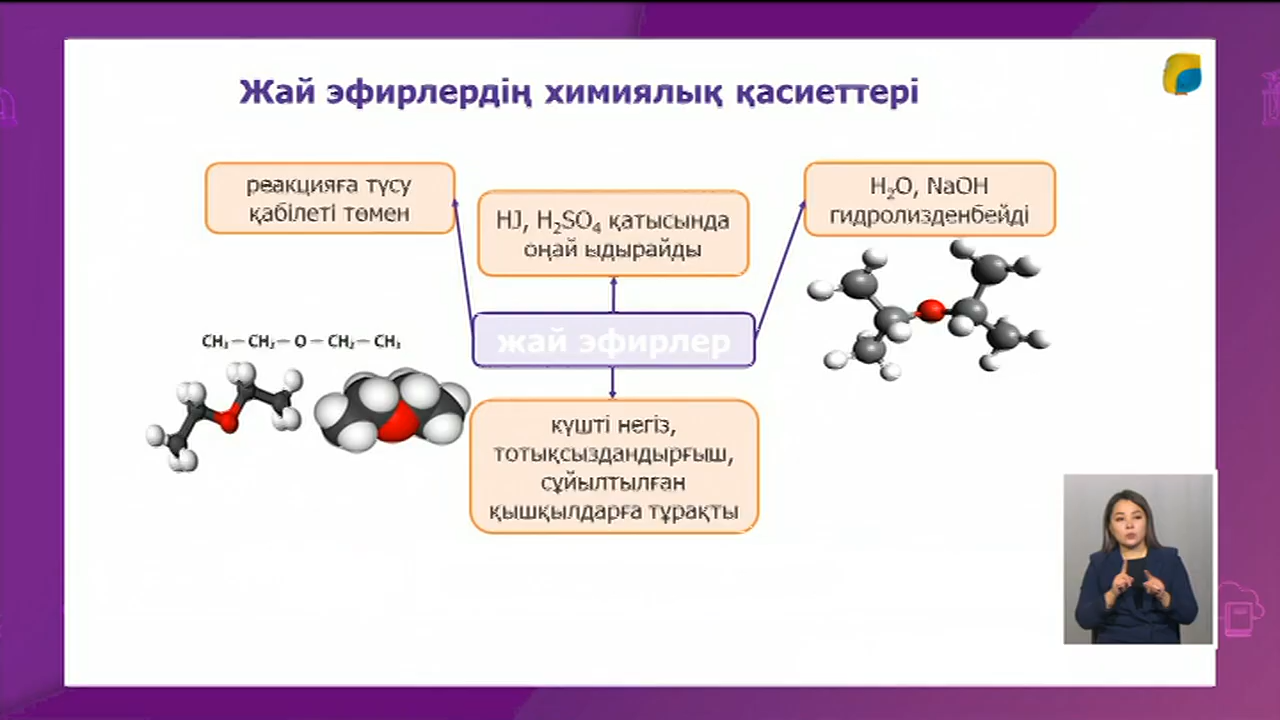 Жай эфирлердің химиялық қасиеттері
реакцияға түсу
қабілеті төмен
HJ, H₂SO₄ қатысында
оңай ыдырайды
H₂O, NaOH
гидролизденбейді
CH₃ – CH₂ – O – CH₂ – CH₃
жай эфирлер
күшті негіз,
тотықсыздандырғыш,
сұйылтылған
қышқылдарға тұрақты